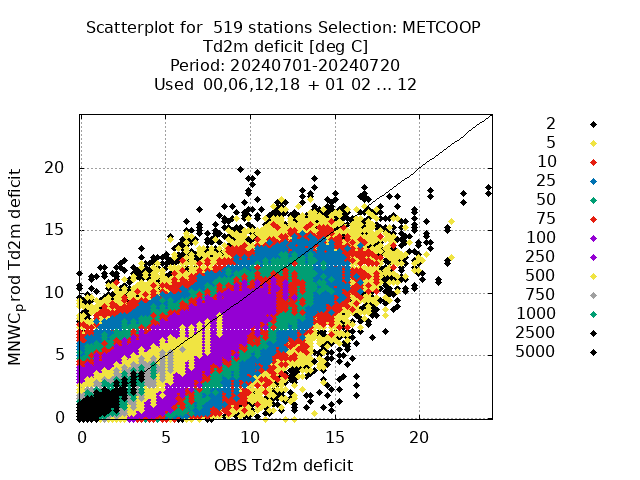 Scatterplot for  519 stations Selection: METCOOP
Td2m deficit [deg C]
Period: 20240701-20240720
Used  00,06,12,18 + 01 02 ... 12
MNWC_prod Td2m deficit
20
15
10
5
0
0 5 10 15 20
OBS Td2m deficit
2
5
10
25
50
75
100
250
500
750
1000
2500
5000